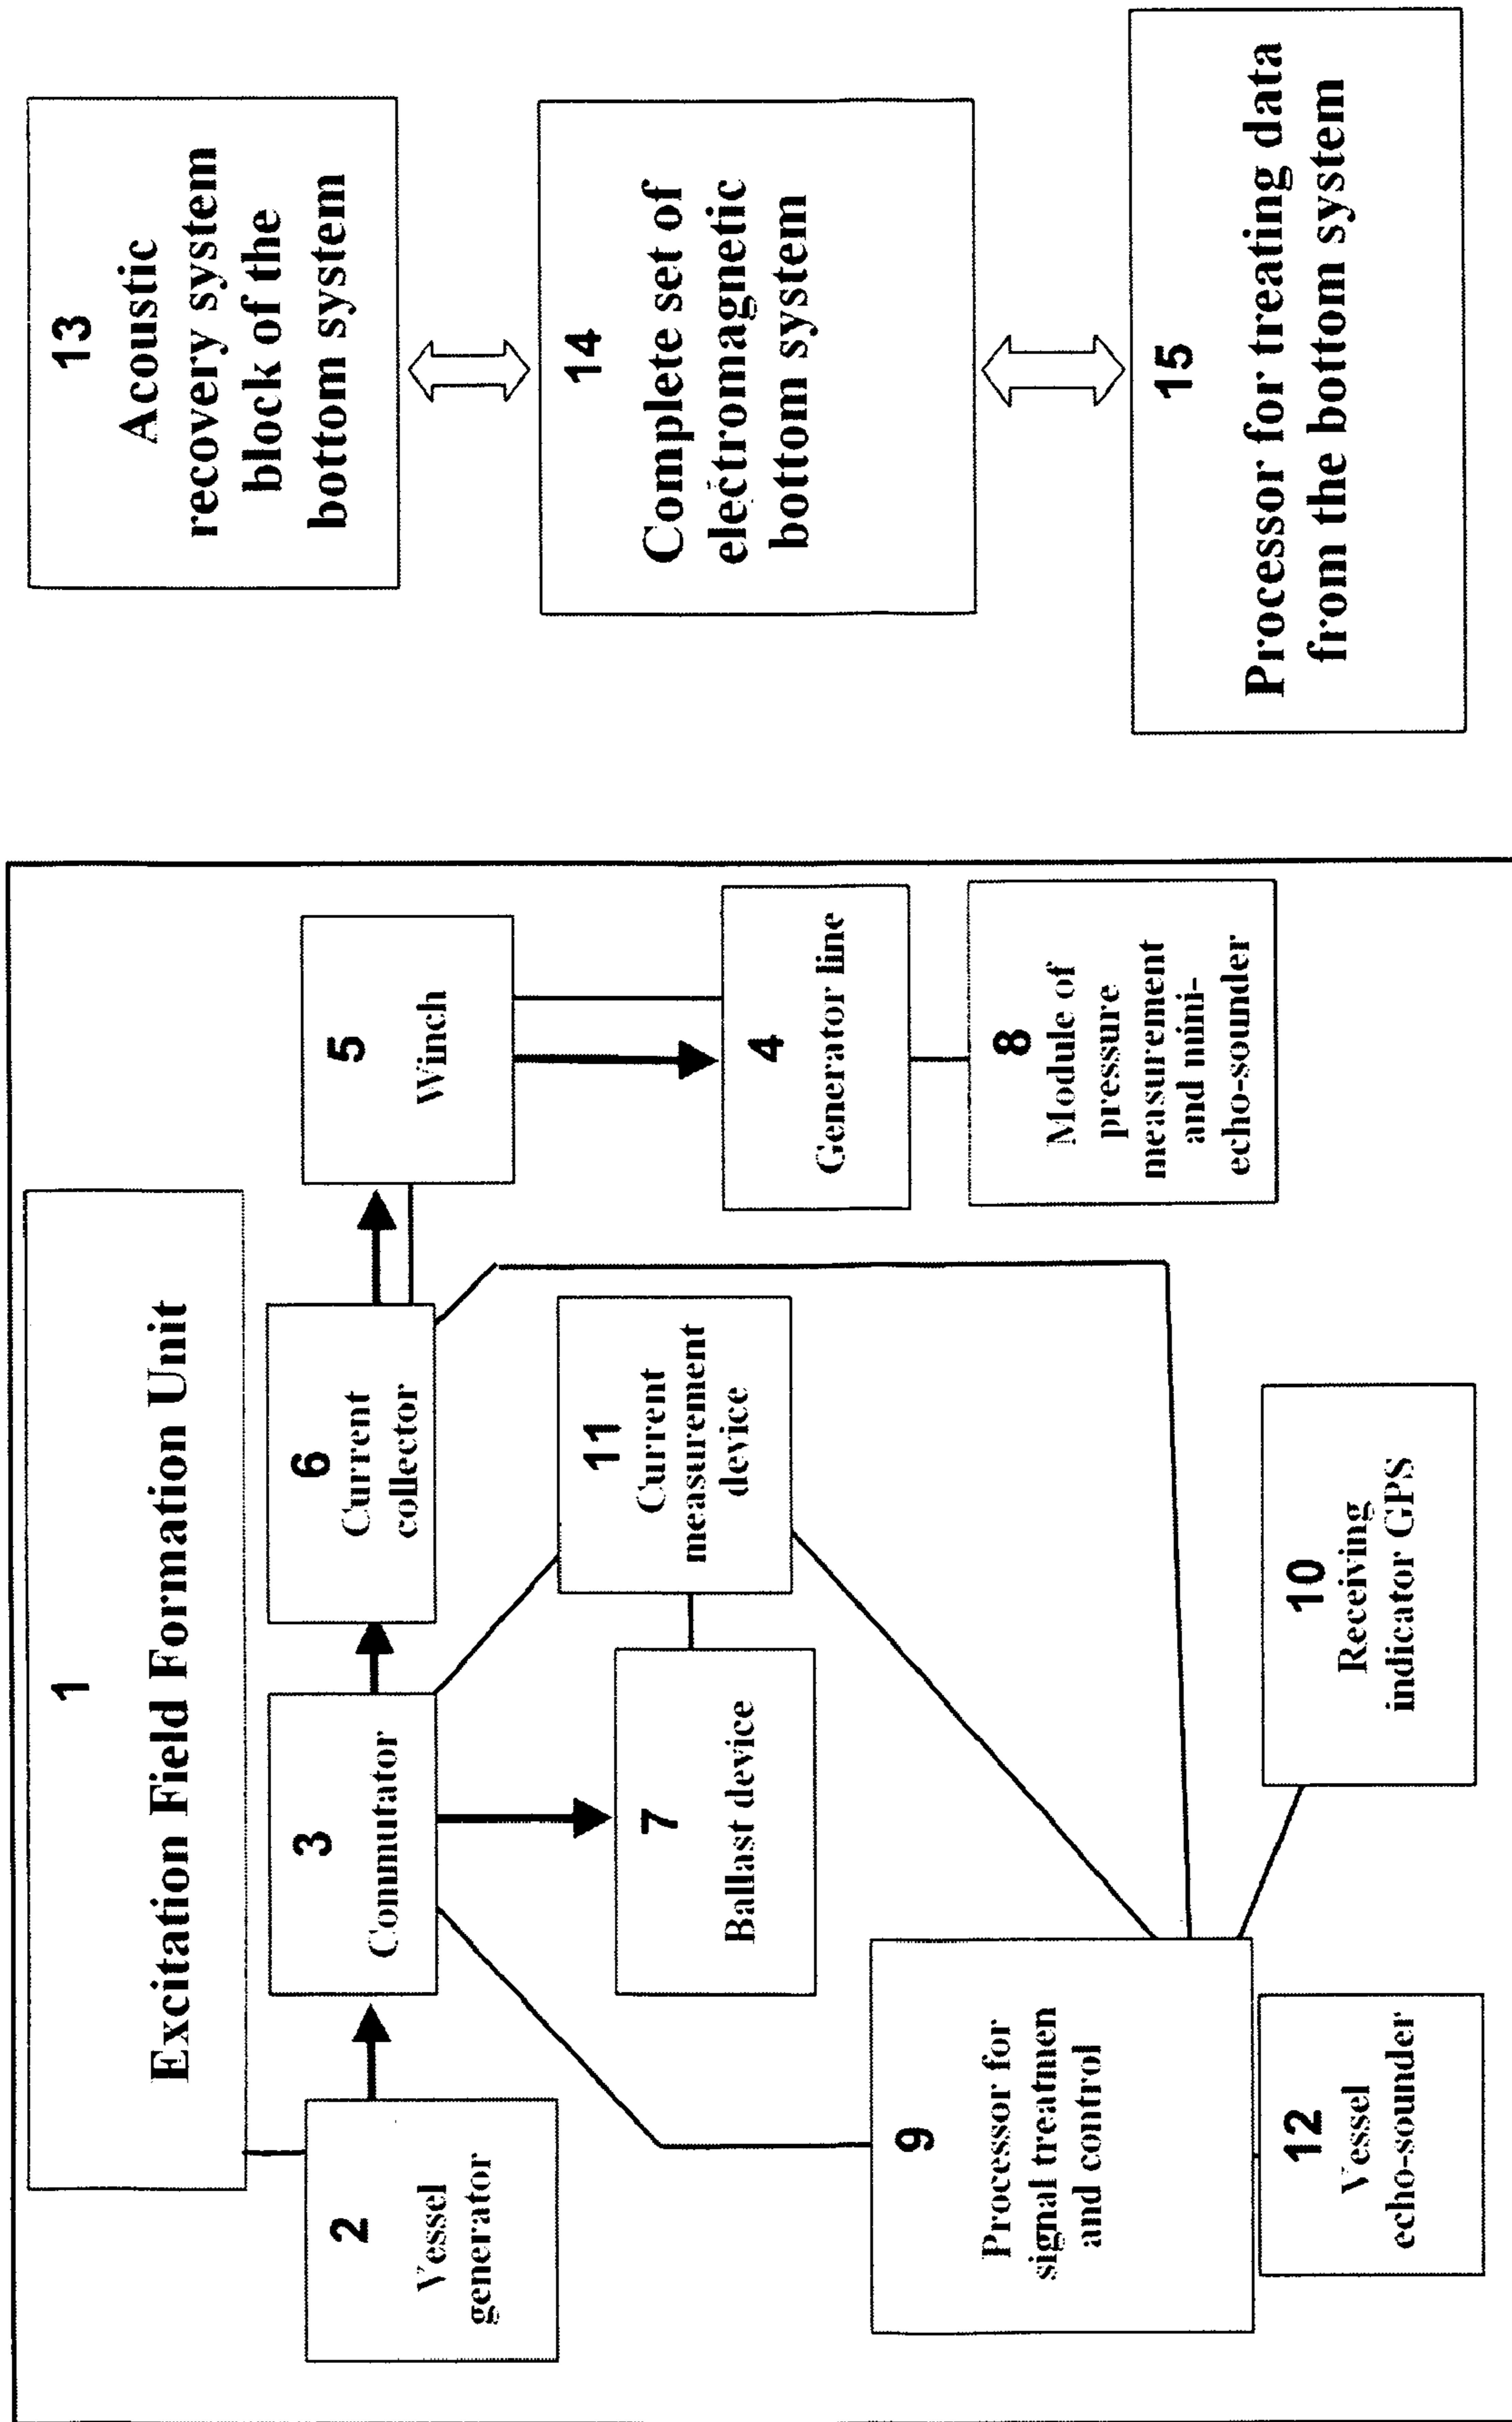 1
Excitation Field Formation Unit
2
Vessel
generator
3
Commutator
6
Current
collector
5
Winch
7
Ballast device
11
Current
measurement
device
4
Generator line
8
Module of
pressure
measurement
and mini-
echo-sounder
9
Processor for
signal treatmen
and control
10
Receiving
indicator GPS
12
Vessel
echo-sounder
13
Acoustic
recovery system
block of the
bottom system
14
Complete set of
electromagnetic
bottom system
15
Processor for treating data
from the bottom system